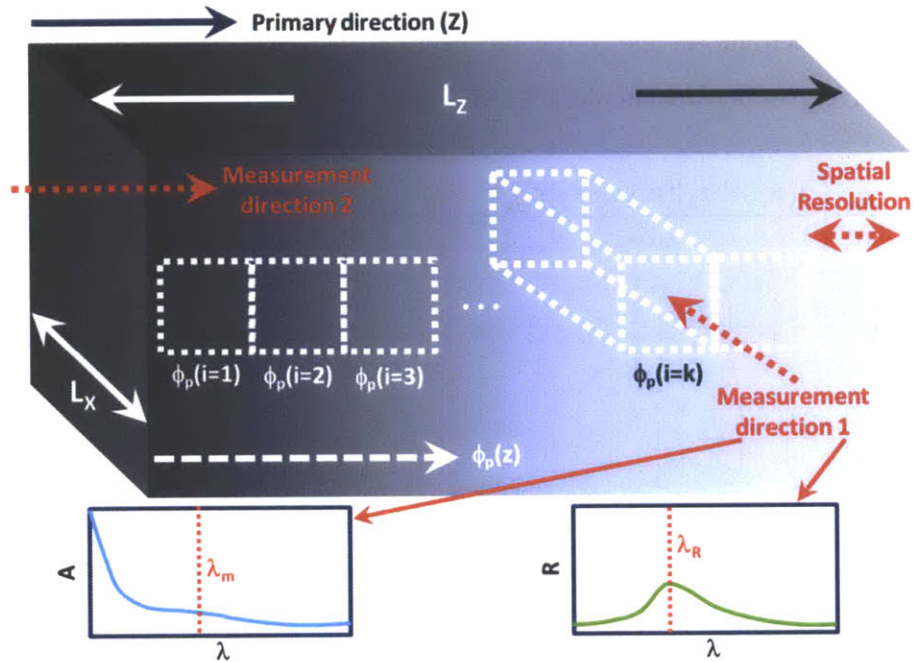 Primary direction (Z)
L_Z
Measurement
direction 2
Spatial
Resolution
ϕ_p(i=1)
ϕ_p(i=2)
ϕ_p(i=3)
....
ϕ_p(i=k)
L_X
Measurement
direction 1
ϕ_p(z)
A
λ_m
λ
R
λ_R
λ